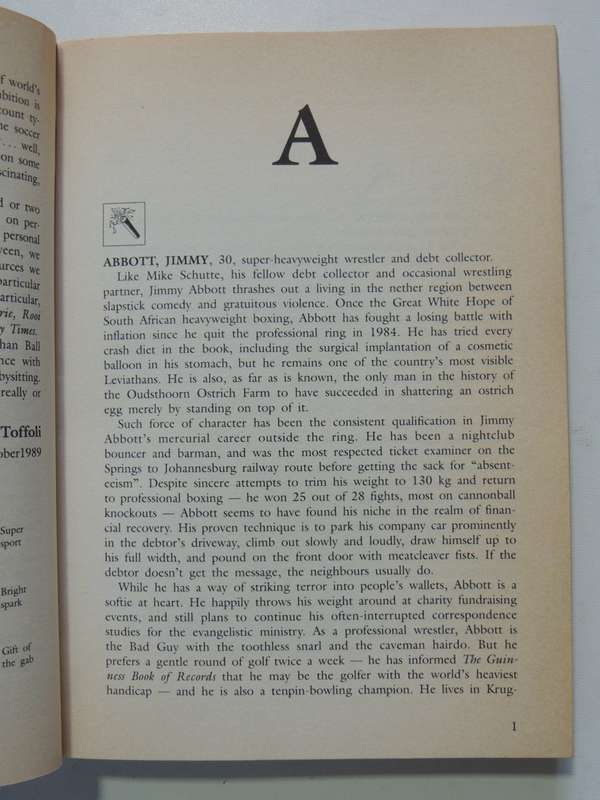 f world's
bition is
count ty-
ne soccer
. . . well,
on some
scinating,
d or two
on per-
personal
ween, we
urces we
particular
articular,
rie, Rooi
y Times.
than Ball
nce with
bysitting.
really or
Toffoli
ober1989
Super
sport
Bright
spark
Gift of
the gab
A
ABBOTT, JIMMY, 30, super-heavyweight wrestler and debt collector.
Like Mike Schutte, his fellow debt collector and occasional wrestling
partner, Jimmy Abbott thrashes out a living in the nether region between
slapstick comedy and gratuitous violence. Once the Great White Hope of
South African heavyweight boxing, Abbott has fought a losing battle with
inflation since he quit the professional ring in 1984. He has tried every
crash diet in the book, including the surgical implantation of a cosmetic
balloon in his stomach, but he remains one of the country's most visible
Leviathans. He is also, as far as is known, the only man in the history of
the Oudsthoorn Ostrich Farm to have succeeded in shattering an ostrich
egg merely by standing on top of it.
Such force of character has been the consistent qualification in Jimmy
Abbott's mercurial career outside the ring. He has been a nightclub
bouncer and barman, and was the most respected ticket examiner on the
Springs to Johannesburg railway route before getting the sack for "absent-
eeism". Despite sincere attempts to trim his weight to 130 kg and return
to professional boxing — he won 25 out of 28 fights, most on cannonball
knockouts — Abbott seems to have found his niche in the realm of finan-
cial recovery. His proven technique is to park his company car prominently
in the debtor's driveway, climb out slowly and loudly, draw himself up to
his full width, and pound on the front door with meatcleaver fists. If the
debtor doesn't get the message, the neighbours usually do.
While he has a way of striking terror into people's wallets, Abbott is a
softie at heart. He happily throws his weight around at charity fundraising
events, and still plans to continue his often-interrupted correspondence
studies for the evangelistic ministry. As a professional wrestler, Abbott is
the Bad Guy with the toothless snarl and the caveman hairdo. But he
prefers a gentle round of golf twice a week — he has informed The Guin-
ness Book of Records that he may be the golfer with the world's heaviest
handicap — and he is also a tenpin-bowling champion. He lives in Krug-
1